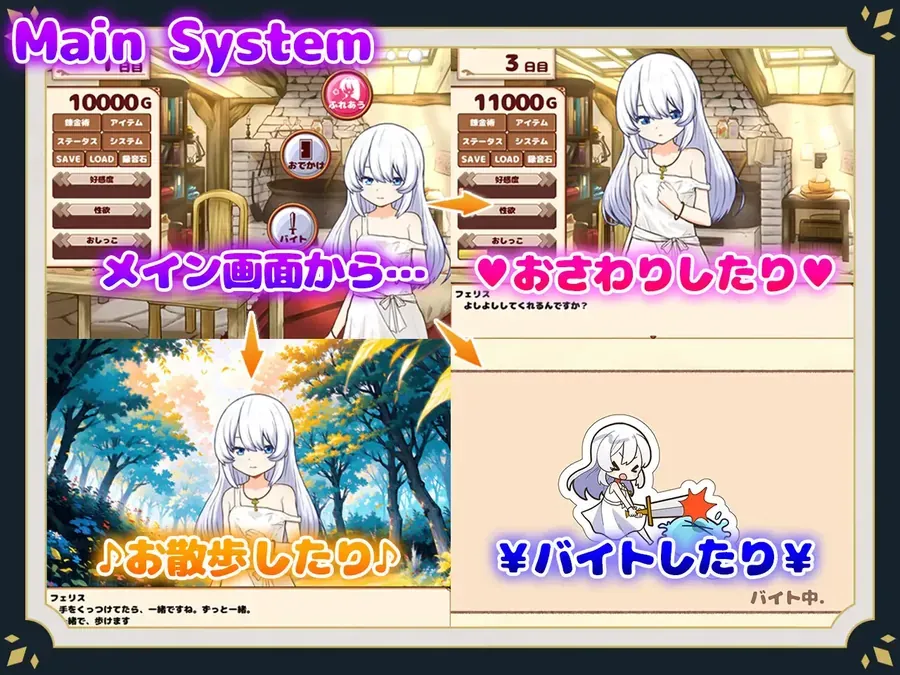 Main System
1日目
10000G
錬金術 アイテム
ステータス システム
SAVE LOAD 録音石
好感度
性欲
おしっこ
ふれあう
おでかけ
バイト
メイン画面から…
3日目
11000G
錬金術 アイテム
ステータス システム
SAVE LOAD 録音石
好感度
性欲
おしっこ
♥おさわりしたり♥
フェリス
よしよししてくれるんですか？
♪お散歩したり♪
フェリス
手をくっつけてたら、一緒ですね。ずっと一緒。
一緒で、歩けます
￥バイトしたり￥
バイト中.